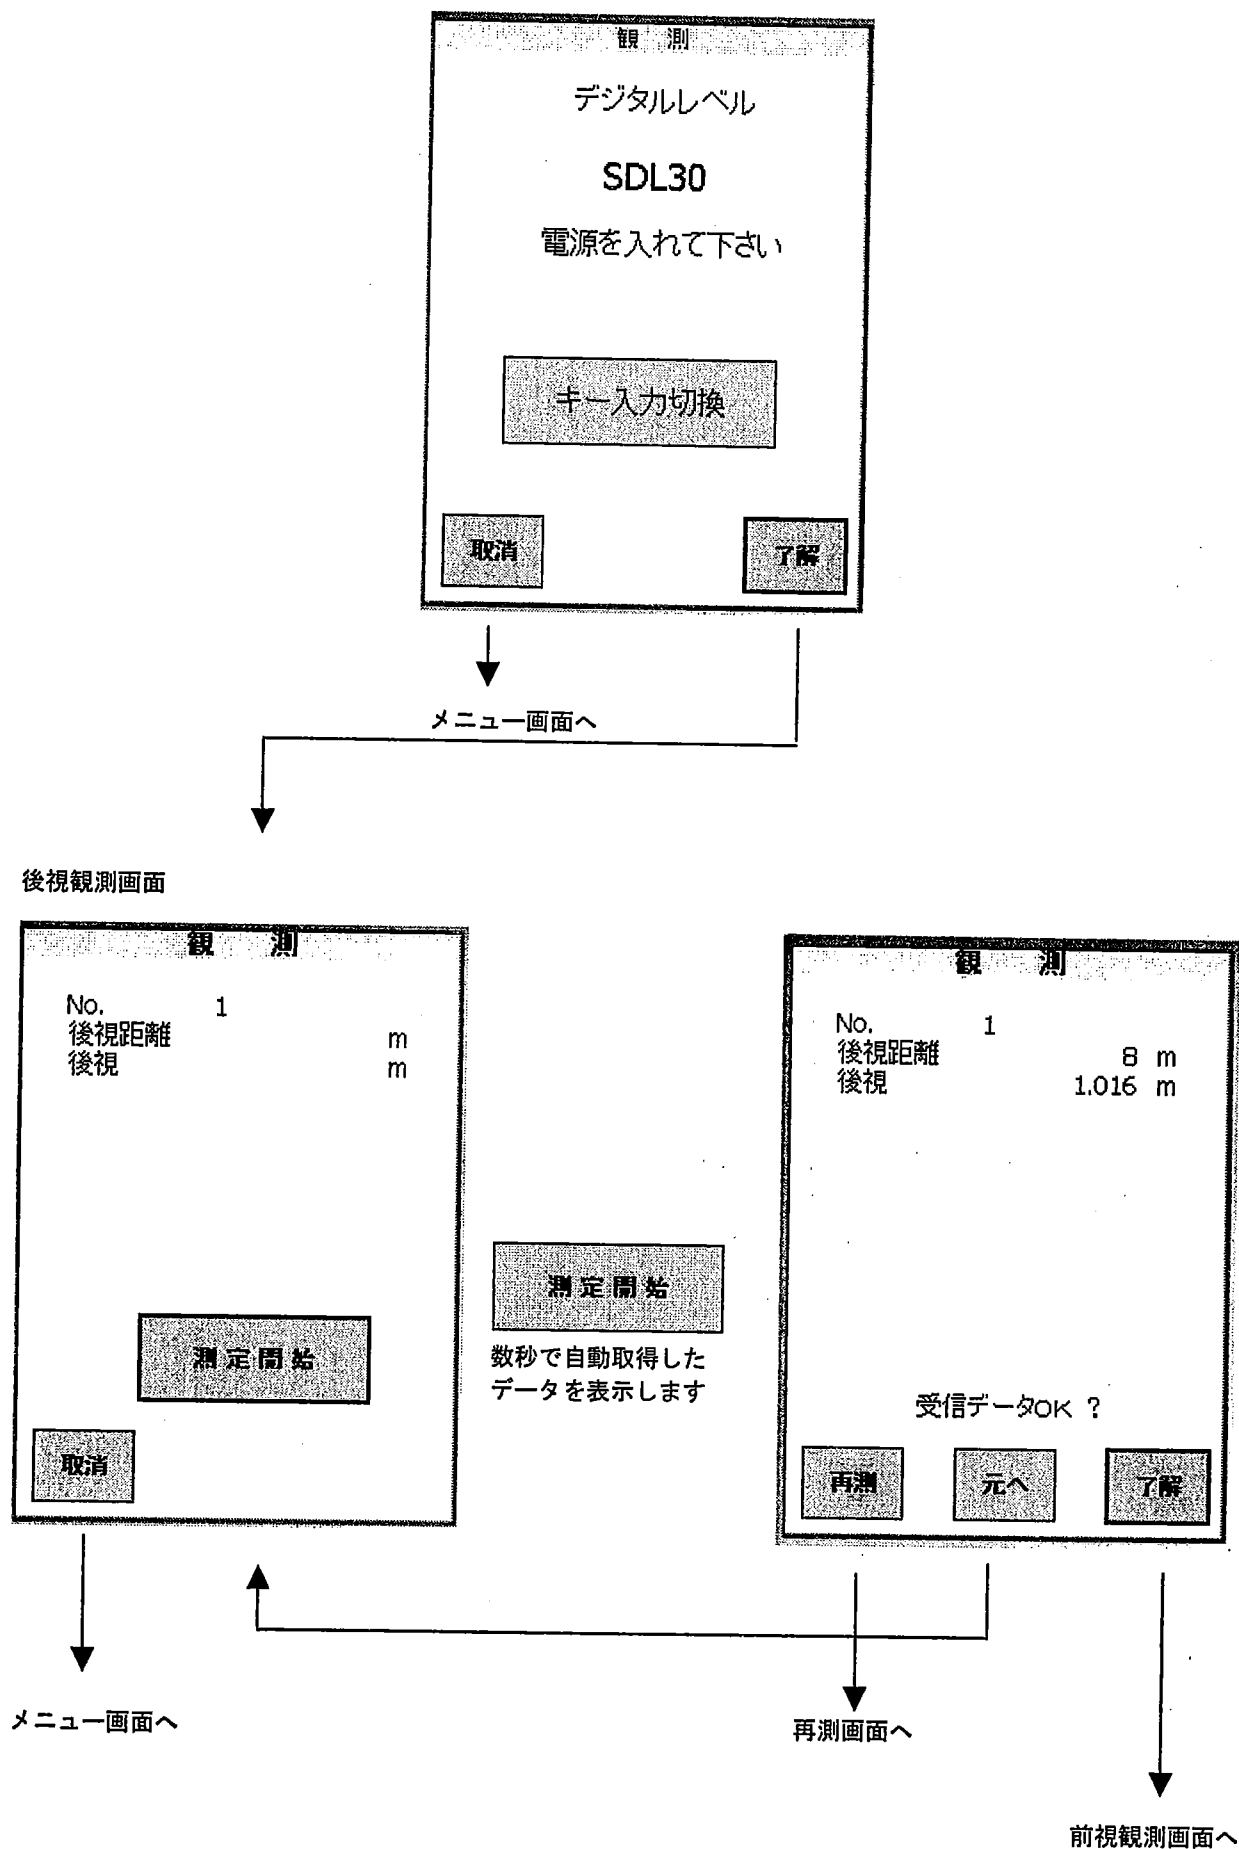 観 測
デジタルレベル
SDL30
電源を入れて下さい
キー入力切換
取消
了解
メニュー画面へ
後視観測画面
観 測
No. 1
後視距離 m
後視 m
測定開始
取消
測定開始
数秒で自動取得した
データを表示します
観 測
No. 1
後視距離 8 m
後視 1.016 m
受信データOK ?
再測
元へ
了解
メニュー画面へ
再測画面へ
前視観測画面へ